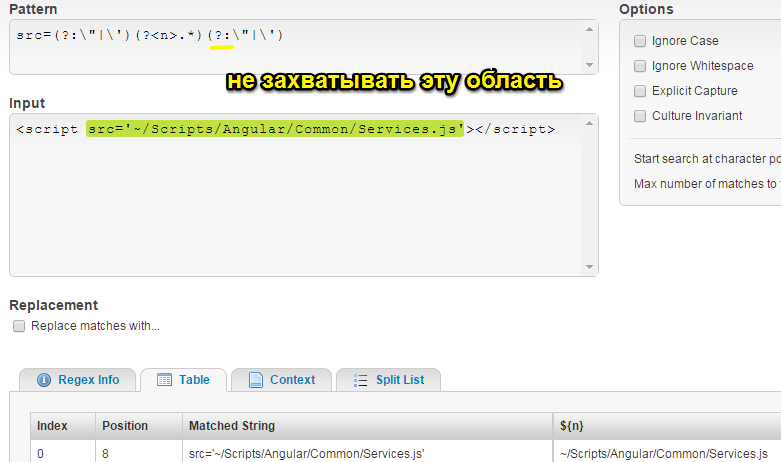 Pattern
Options
src=(?:\"|\')(?<n>.*)(?:\"|\')
Ignore Case
Ignore Whitespace
не захватывать эту область
Explicit Capture
Input
Culture Invariant
<script src='~/Scripts/Angular/Common/Services.js'></script>
Start search at character po
Max number of matches to
Replacement
Replace matches with...
Regex Info
Table
Context
Split List
Index Position Matched String ${n}
0 8 src='~/Scripts/Angular/Common/Services.js' ~/Scripts/Angular/Common/Services.js